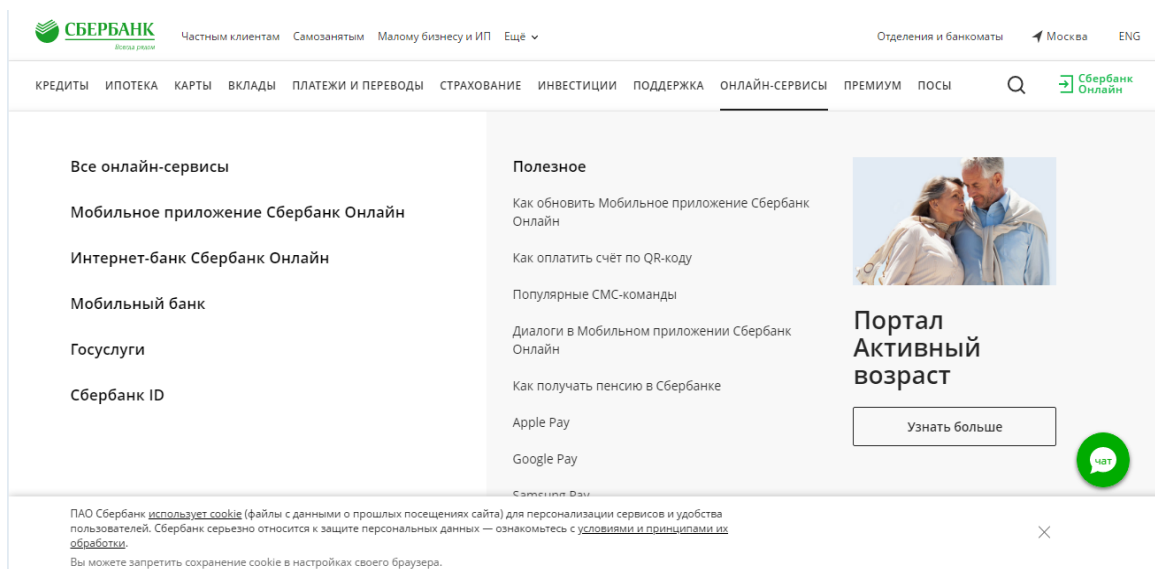 СБЕРБАНК
Всегда рядом
Частным клиентам Самозанятым Малому бизнесу и ИП Ещё
Отделения и банкоматы Москва ENG
КРЕДИТЫ ИПОТЕКА КАРТЫ ВКЛАДЫ ПЛАТЕЖИ И ПЕРЕВОДЫ СТРАХОВАНИЕ ИНВЕСТИЦИИ ПОДДЕРЖКА ОНЛАЙН-СЕРВИСЫ ПРЕМИУМ ПОСЫ
Сбербанк
Онлайн
Все онлайн-сервисы
Мобильное приложение Сбербанк Онлайн
Интернет-банк Сбербанк Онлайн
Мобильный банк
Госуслуги
Сбербанк ID
Полезное
Как обновить Мобильное приложение Сбербанк
Онлайн
Как оплатить счёт по QR-коду
Популярные СМС-команды
Диалоги в Мобильном приложении Сбербанк
Онлайн
Как получать пенсию в Сбербанке
Apple Pay
Google Pay
Samsung Pay
Портал
Активный
возраст
Узнать больше
чат
ПАО Сбербанк использует cookie (файлы с данными о прошлых посещениях сайта) для персонализации сервисов и удобства
пользователей. Сбербанк серьезно относится к защите персональных данных — ознакомьтесь с условиями и принципами их
обработки.
Вы можете запретить сохранение cookie в настройках своего браузера.